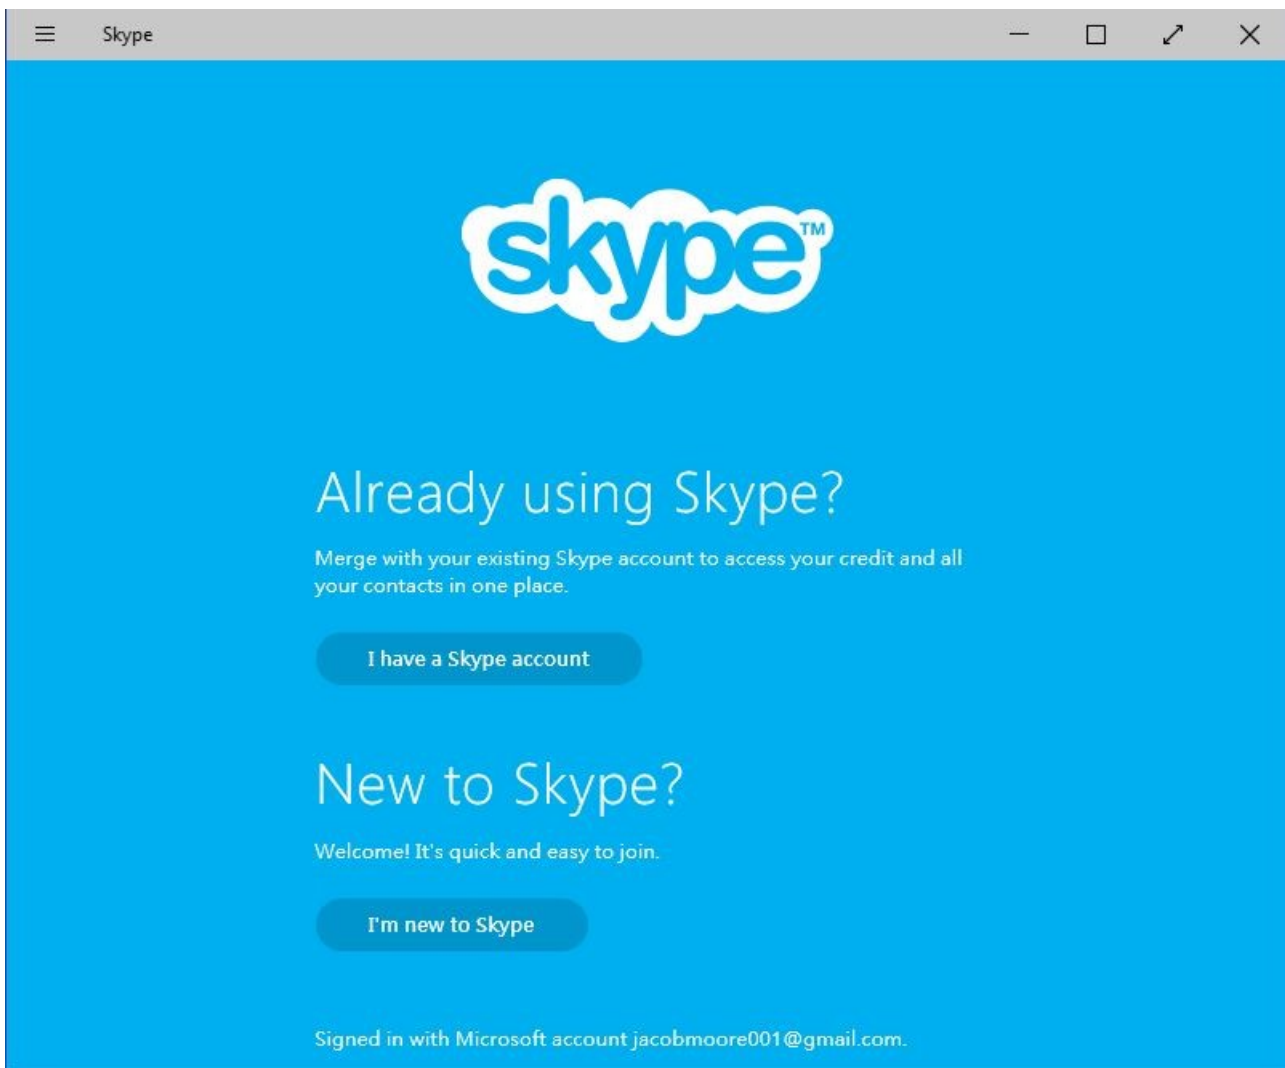 Skype
skype™
Already using Skype?
Merge with your existing Skype account to access your credit and all
your contacts in one place.
I have a Skype account
New to Skype?
Welcome! It's quick and easy to join.
I'm new to Skype
Signed in with Microsoft account jacobmoore001@gmail.com.